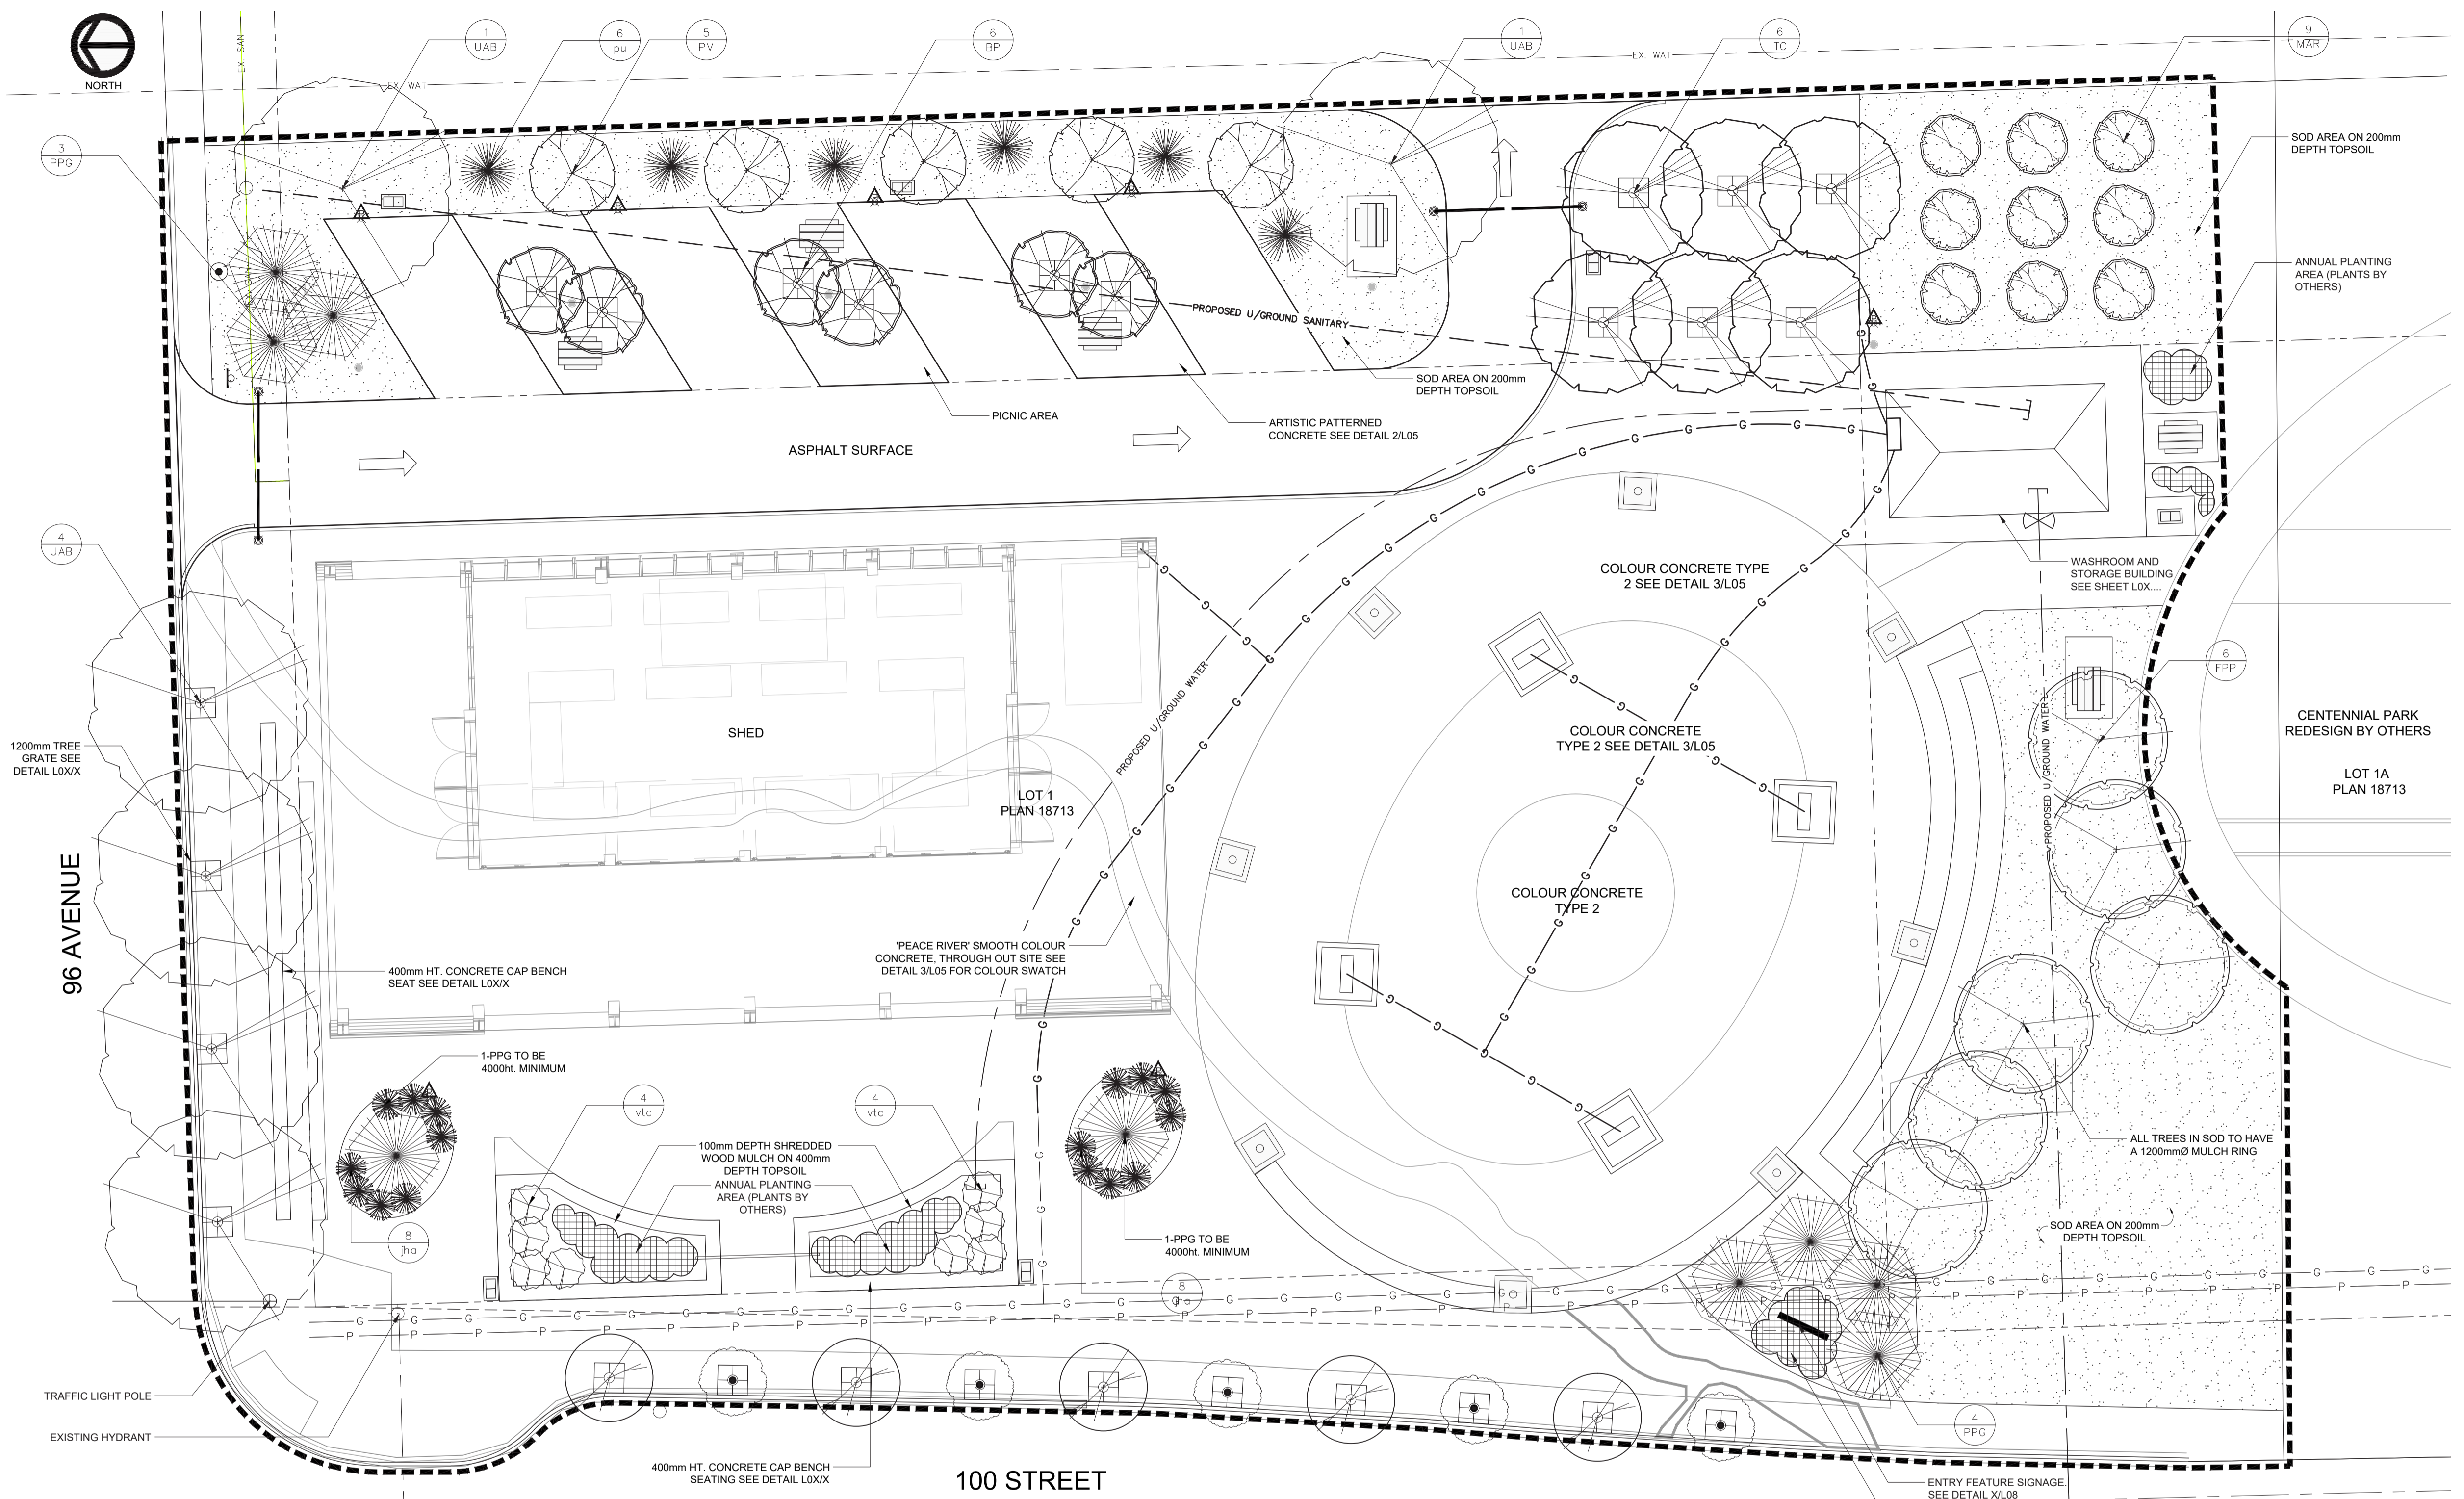 NORTH
EX. SAN
1
UAB
6
pu
5
PV
6
BP
1
UAB
6
TC
9
MAR
EX. WAT
EX. WAT
3
PPG
SOD AREA ON 200mm
DEPTH TOPSOIL
ANNUAL PLANTING
AREA (PLANTS BY
OTHERS)
PROPOSED U/GROUND SANITARY
SOD AREA ON 200mm
DEPTH TOPSOIL
PICNIC AREA
ARTISTIC PATTERNED
CONCRETE SEE DETAIL 2/L05
ASPHALT SURFACE
4
UAB
COLOUR CONCRETE TYPE
2 SEE DETAIL 3/L05
WASHROOM AND
STORAGE BUILDING
SEE SHEET L0X....
6
FPP
PROPOSED U/GROUND WATER
SHED
COLOUR CONCRETE
TYPE 2 SEE DETAIL 3/L05
PROPOSED U/GROUND WATER
CENTENNIAL PARK
REDESIGN BY OTHERS
LOT 1A
PLAN 18713
1200mm TREE
GRATE SEE
DETAIL L0X/X
LOT 1
PLAN 18713
96 AVENUE
COLOUR CONCRETE
TYPE 2
'PEACE RIVER' SMOOTH COLOUR
CONCRETE, THROUGH OUT SITE SEE
DETAIL 3/L05 FOR COLOUR SWATCH
400mm HT. CONCRETE CAP BENCH
SEAT SEE DETAIL L0X/X
1-PPG TO BE
4000ht. MINIMUM
4
vtc
4
vtc
100mm DEPTH SHREDDED
WOOD MULCH ON 400mm
DEPTH TOPSOIL
ANNUAL PLANTING
AREA (PLANTS BY
OTHERS)
ALL TREES IN SOD TO HAVE
A 1200mmØ MULCH RING
8
jha
1-PPG TO BE
4000ht. MINIMUM
8
jha
SOD AREA ON 200mm
DEPTH TOPSOIL
TRAFFIC LIGHT POLE
EXISTING HYDRANT
4
PPG
400mm HT. CONCRETE CAP BENCH
SEATING SEE DETAIL L0X/X
100 STREET
ENTRY FEATURE SIGNAGE.
SEE DETAIL X/L08